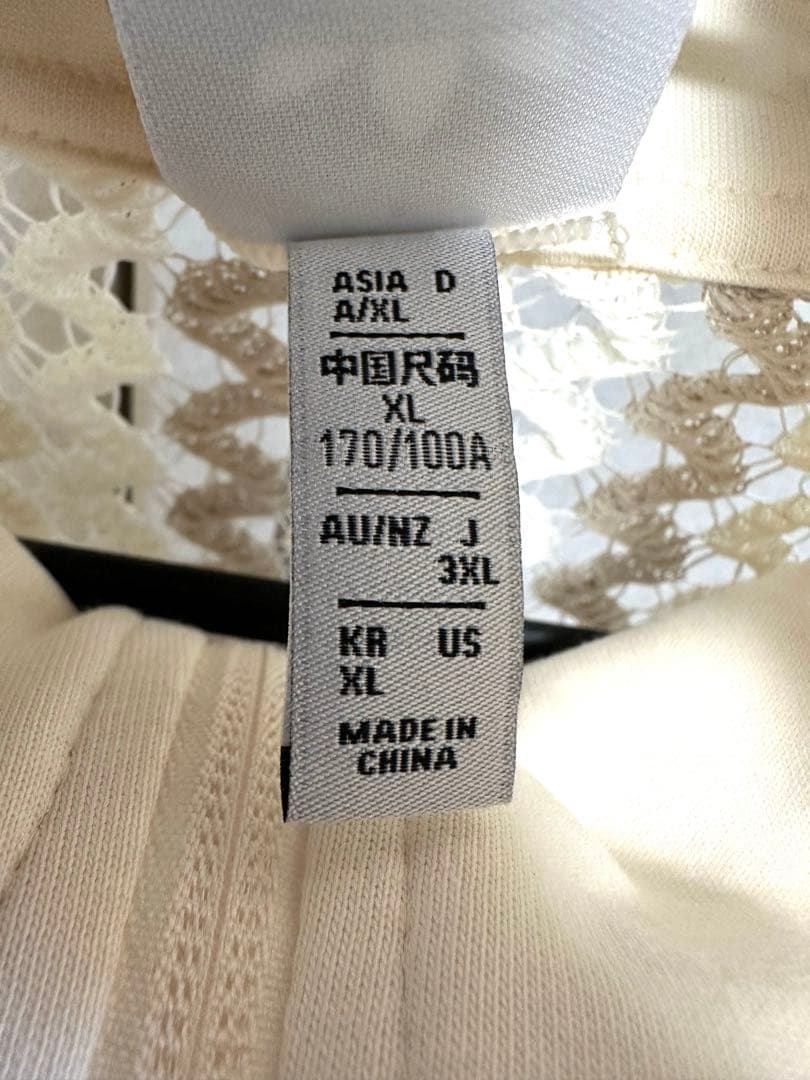 ASIA D
A/XL
中国尺码
XL
170/100A
AU/NZ J
3XL
KR US
XL
MADE IN
CHINA